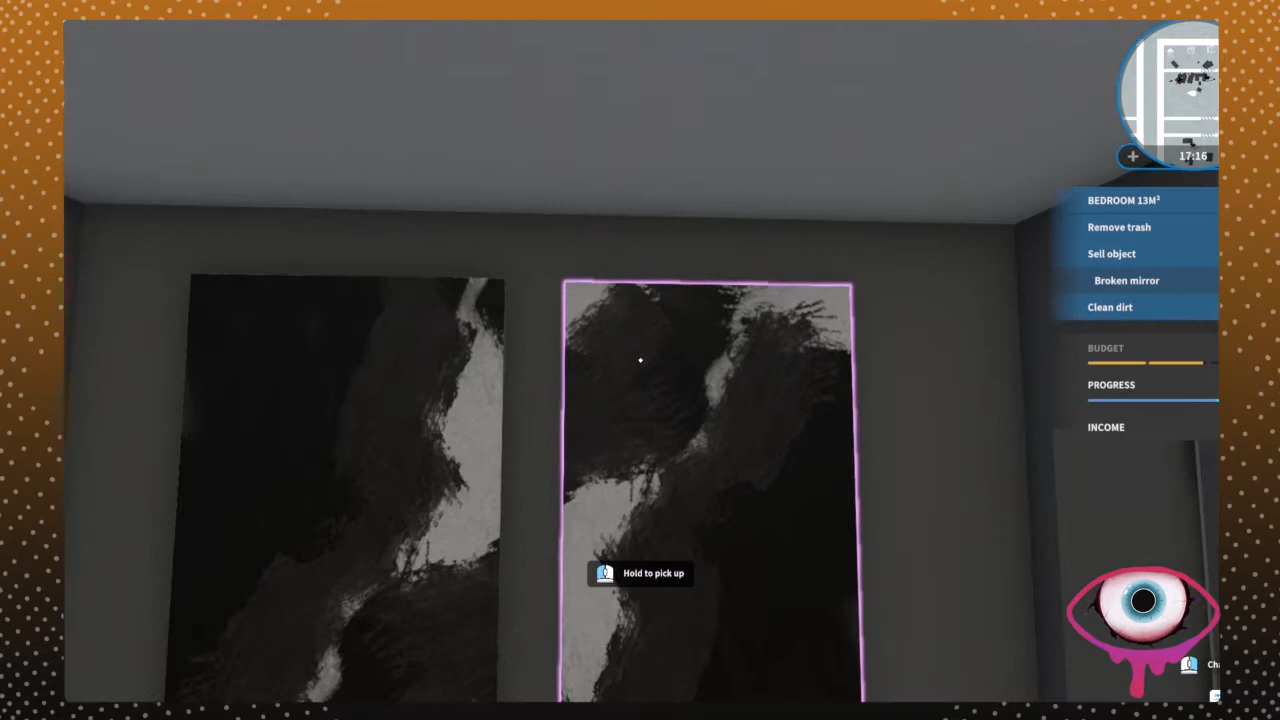 17:16
BEDROOM 13M²
Remove trash
Sell object
Broken mirror
Clean dirt
BUDGET
PROGRESS
INCOME
Hold to pick up